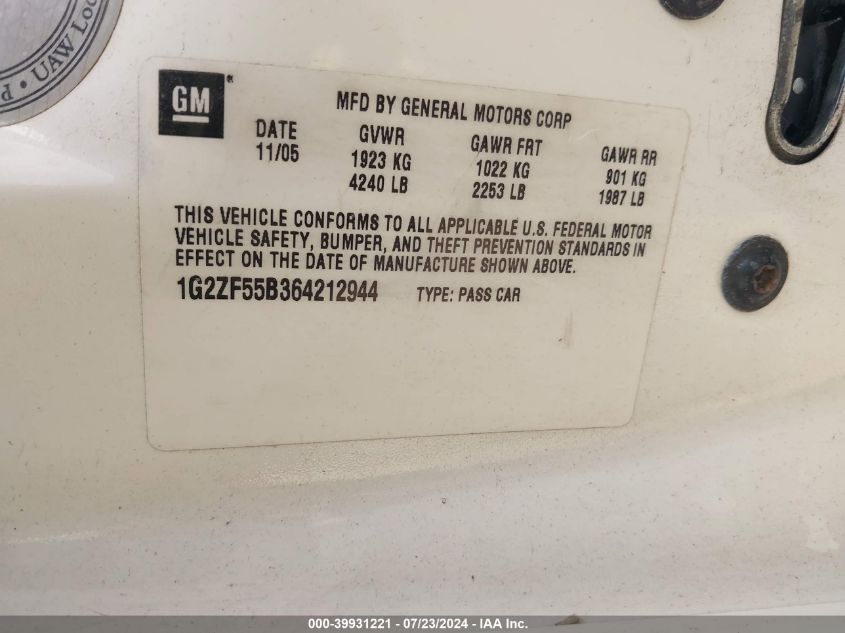 UAW Loc
GM
®
MFD BY GENERAL MOTORS CORP
DATE GVWR GAWR FRT GAWR RR
11/05 1923 KG 1022 KG 901 KG
4240 LB 2253 LB 1987 LB
THIS VEHICLE CONFORMS TO ALL APPLICABLE U.S. FEDERAL MOTOR
VEHICLE SAFETY, BUMPER, AND THEFT PREVENTION STANDARDS IN
EFFECT ON THE DATE OF MANUFACTURE SHOWN ABOVE.
1G2ZF55B364212944 TYPE: PASS CAR
000-39931221 / 07/23/2024 - IAA Inc.